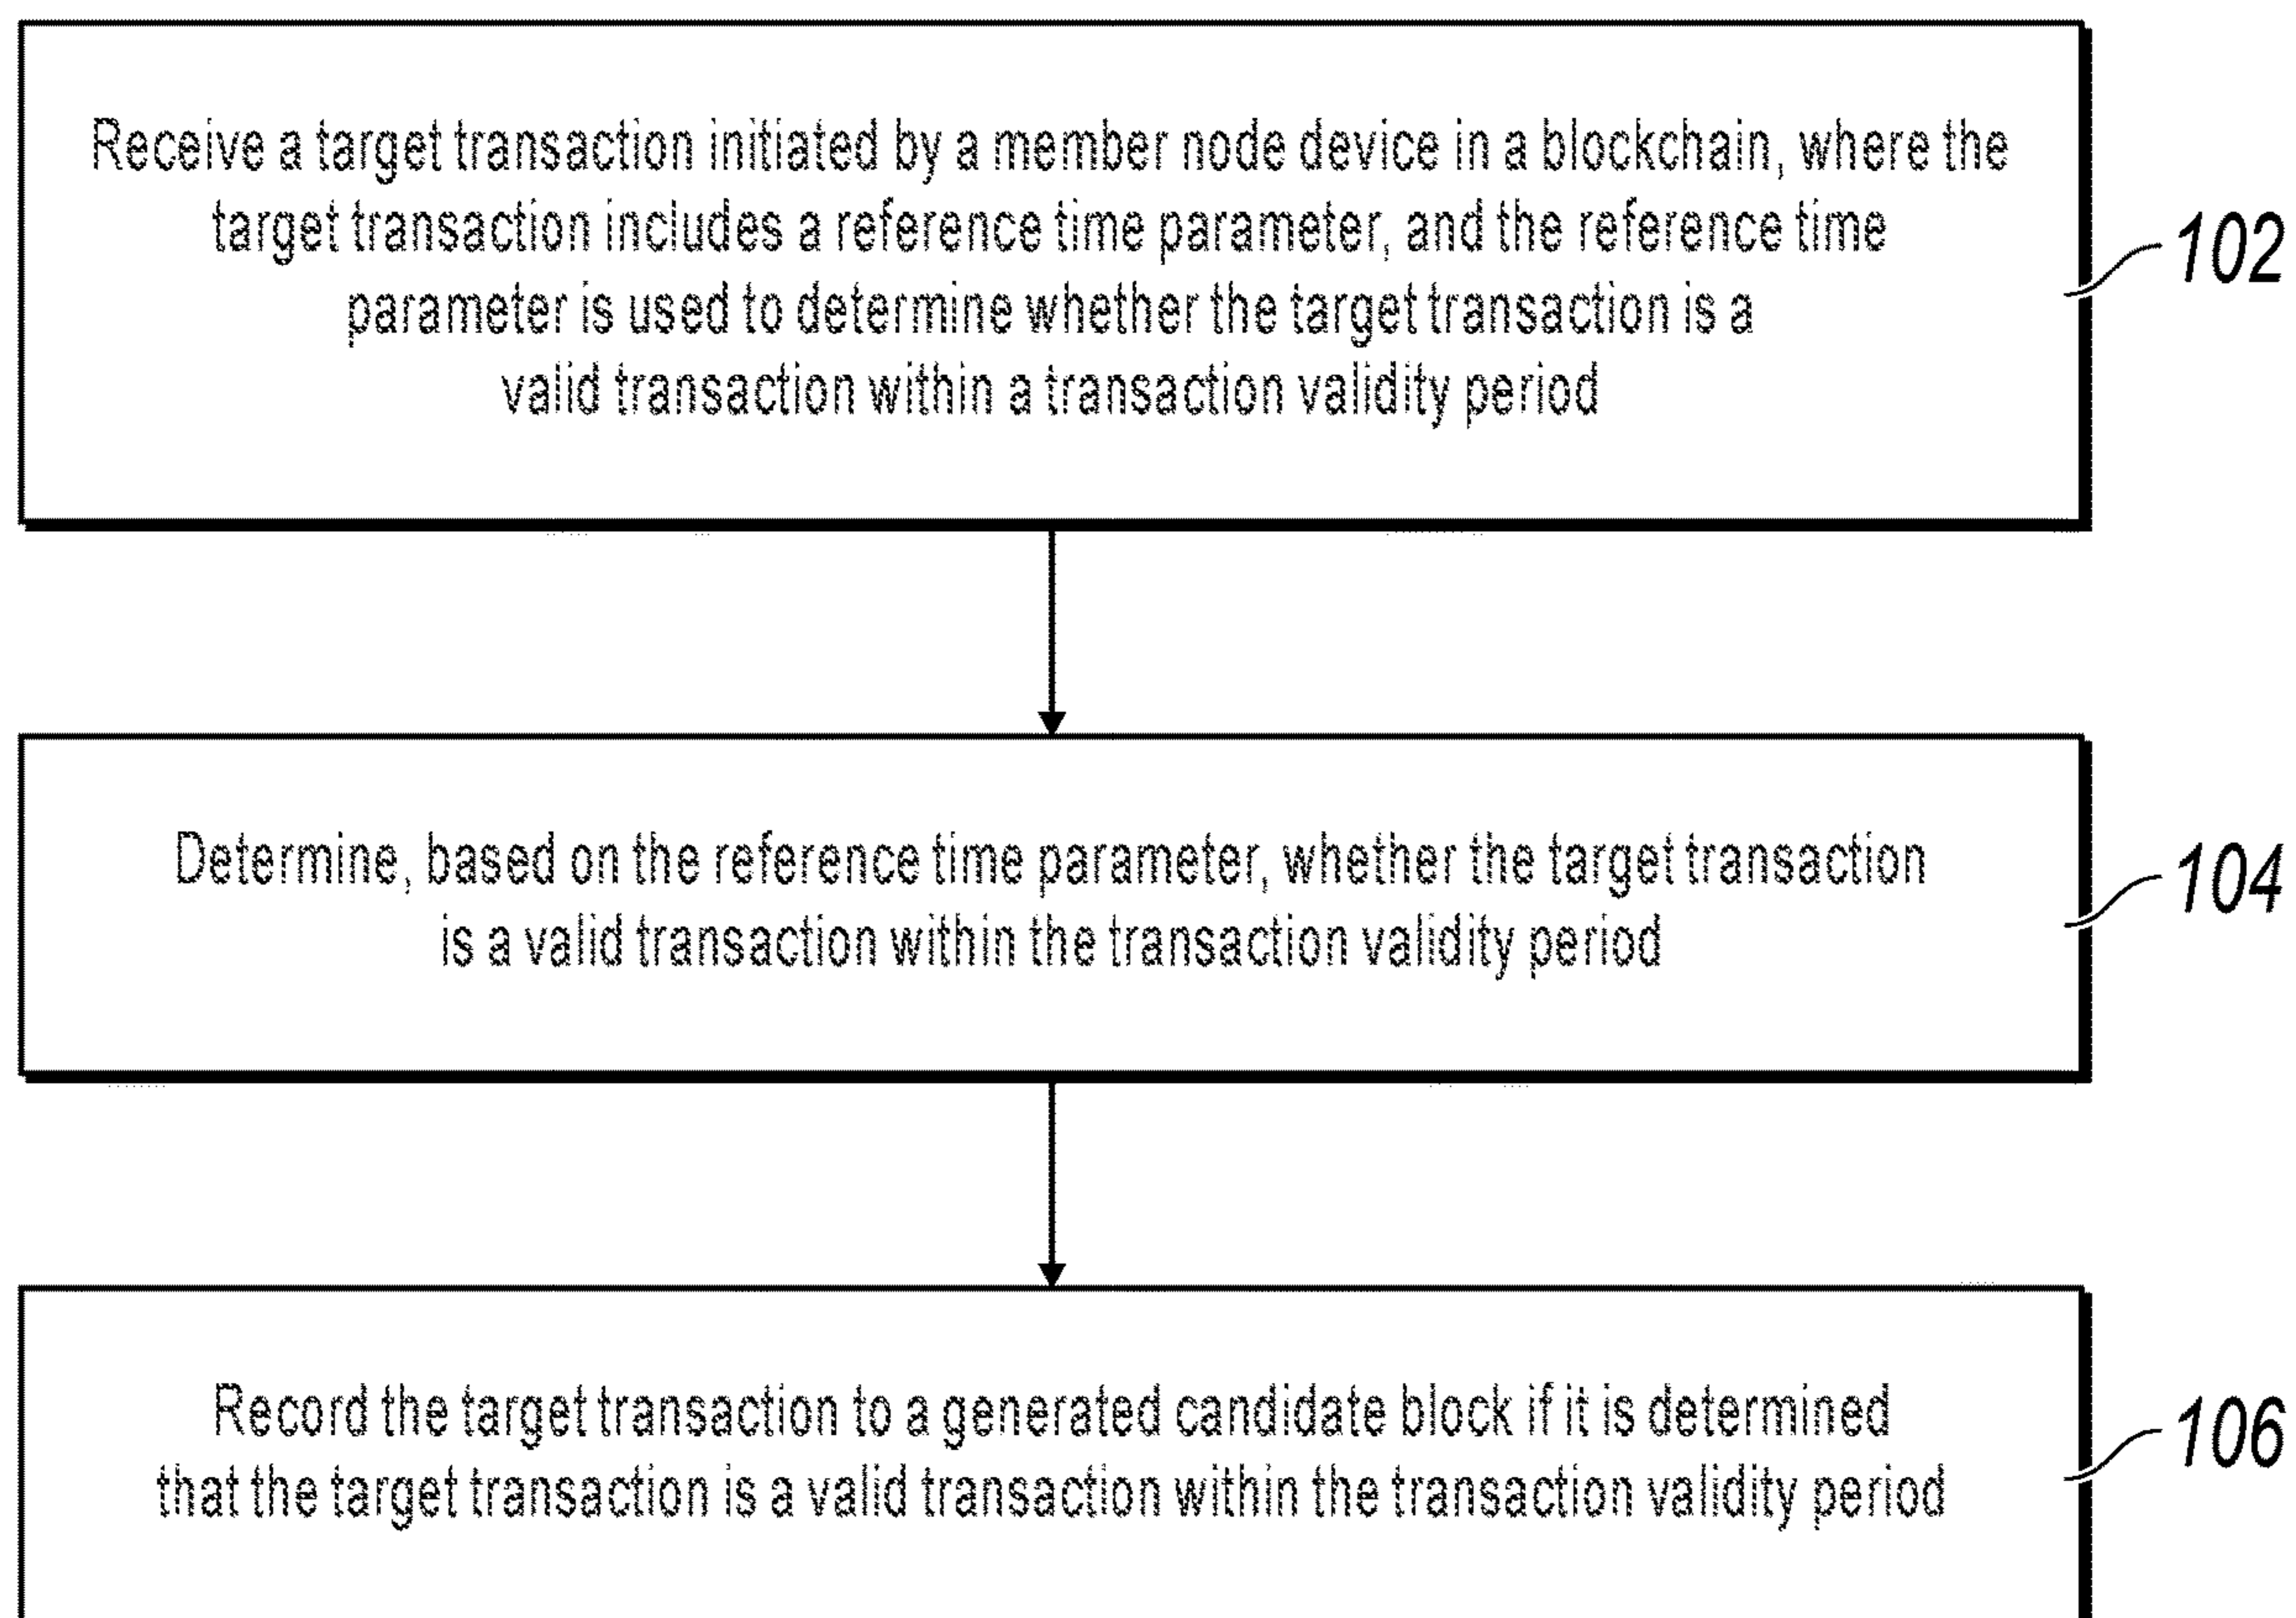 Receive a target transaction initiated by a member node device in a blockchain, where the
target transaction includes a reference time parameter, and the reference time
parameter is used to determine whether the target transaction is a
valid transaction within a transaction validity period
102
Determine, based on the reference time parameter, whether the target transaction
is a valid transaction within the transaction validity period
104
Record the target transaction to a generated candidate block if it is determined
that the target transaction is a valid transaction within the transaction validity period
106